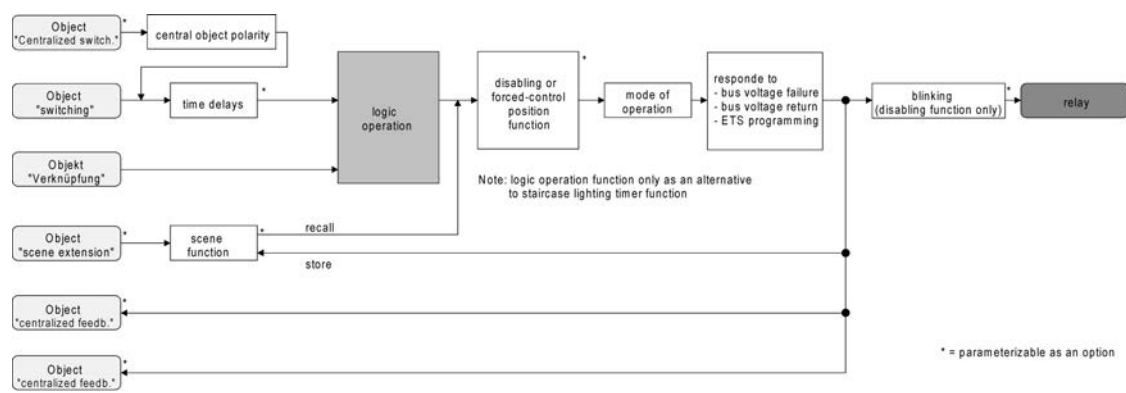 Object
"Centralized switch."
*
central object polarity
Object
"switching"
time delays
*
logic
operation
disabling or
forced-control
position
function
*
mode of
operation
responde to
- bus voltage failure
- bus voltage return
- ETS programming
blinking
(disabling function only)
*
relay
Objekt
"Verknüpfung"
Note: logic operation function only as an alternative
to staircase lighting timer function
Object
"scene extension"
*
scene
function
*
recall
store
Object
"centralized feedb."
*
Object
"centralized feedb."
*
* = parameterizable as an option